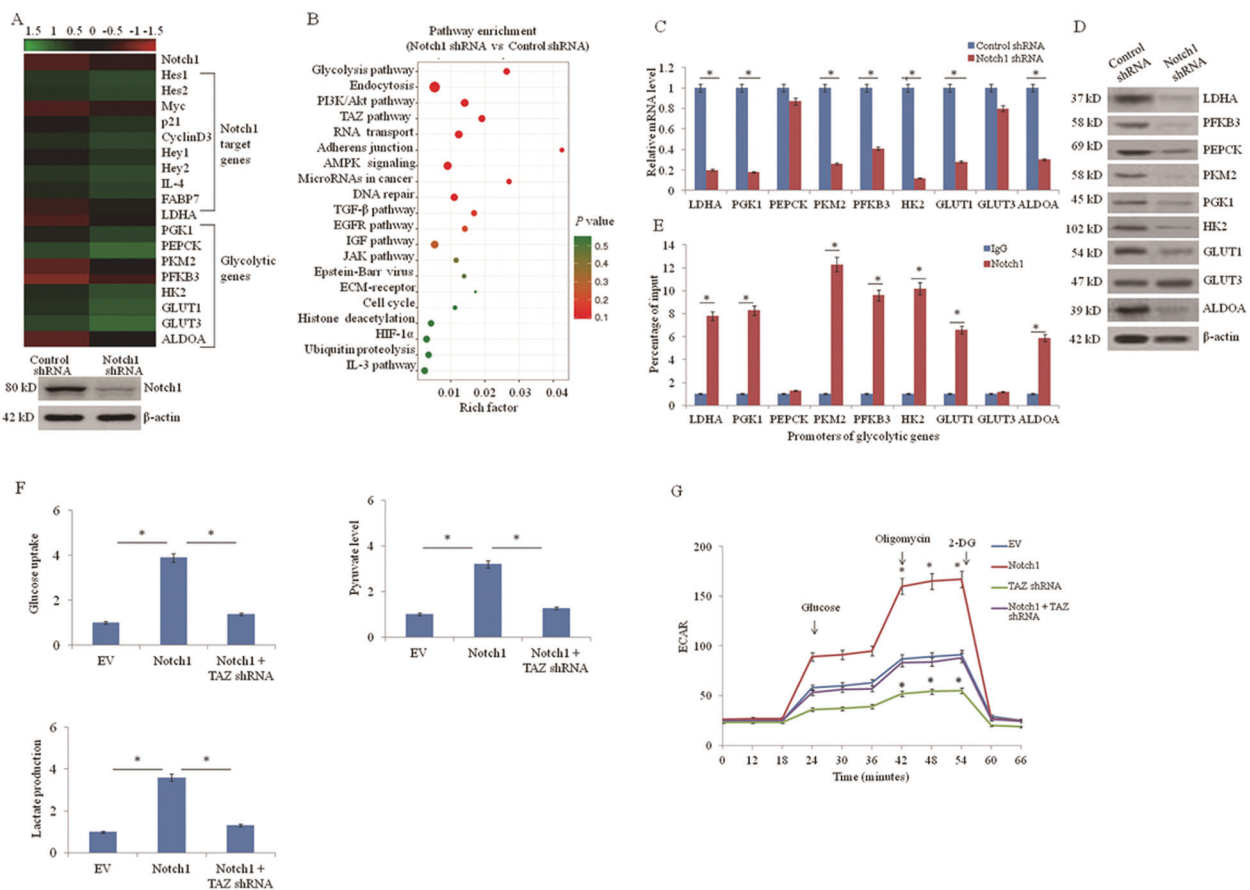 A
1.5 1 0.5 0 -0.5 -1 -1.5
Notch1
Hes1
Hes2
Myc
p21
CyclinD3
Hey1
Hey2
IL-4
FABP7
LDHA
PGK1
PEPCK
PKM2
PFKB3
HK2
GLUT1
GLUT3
ALDOA
Notch1
target
genes
Glycolytic
genes
Control
shRNA
Notch1
shRNA
80 kD
Notch1
42 kD
β-actin
B
Pathway enrichment
(Notch1 shRNA vs Control shRNA)
Glycolysis pathway
Endocytosis
PI3K/Akt pathway
TAZ pathway
RNA transport
Adherens junction
AMPK signaling
MicroRNAs in cancer
DNA repair
TGF-β pathway
EGFR pathway
IGF pathway
JAK pathway
Epstein-Barr virus
ECM-receptor
Cell cycle
Histone deacetylation
HIF-1α
Ubiquitin proteolysis
IL-3 pathway
0.01 0.02 0.03 0.04
Rich factor
P value
0.5
0.4
0.3
0.2
0.1
C
Control shRNA
Notch1 shRNA
Relative mRNA level
1.2
1
0.8
0.6
0.4
0.2
0
* * * * * * *
LDHA PGK1 PEPCK PKM2 PFKB3 HK2 GLUT1 GLUT3 ALDOA
D
Control
shRNA
Notch1
shRNA
37 kD LDHA
58 kD PFKB3
69 kD PEPCK
58 kD PKM2
45 kD PGK1
102 kD HK2
54 kD GLUT1
47 kD GLUT3
39 kD ALDOA
42 kD β-actin
E
IgG
Notch1
Percentage of input
14
12
10
8
6
4
2
0
* * * * * * *
LDHA PGK1 PEPCK PKM2 PFKB3 HK2 GLUT1 GLUT3 ALDOA
Promoters of glycolytic genes
F
Glucose uptake
6
4
2
0
* *
EV Notch1 Notch1 +
TAZ shRNA
Pyruvate level
6
4
2
0
* *
EV Notch1 Notch1 +
TAZ shRNA
Lactate production
6
4
2
0
* *
EV Notch1 Notch1 +
TAZ shRNA
G
ECAR
200
150
100
50
0
Glucose
Oligomycin
2-DG
* * *
* * *
EV
Notch1
TAZ shRNA
Notch1 + TAZ
shRNA
0 12 18 24 30 36 42 48 54 60 66
Time (minutes)